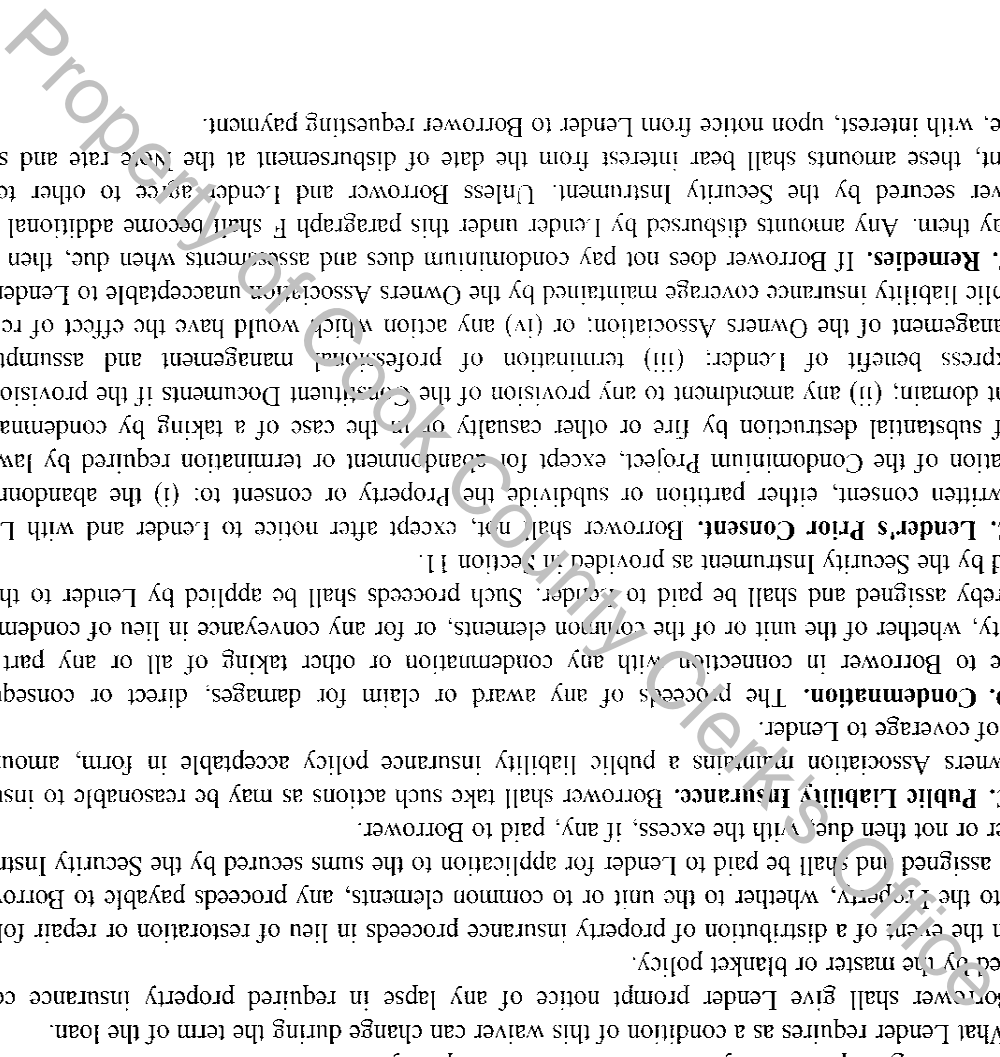 What Lender requires as a condition of this waiver can change during the term of the loan.
Borrower shall give Lender prompt notice of any lapse in required property insurance co
ed by the master or blanket policy.
n the event of a distribution of property insurance proceeds in lieu of restoration or repair fol
to the Property, whether to the unit or to common elements, any proceeds payable to Borrow
assigned and shall be paid to Lender for application to the sums secured by the Security Instr
er or not then due, with the excess, if any, paid to Borrower.
C. Public Liability Insurance. Borrower shall take such actions as may be reasonable to insu
wners Association maintains a public liability insurance policy acceptable in form, amou
of coverage to Lender.
D. Condemnation. The proceeds of any award or claim for damages, direct or consequ
e to Borrower in connection with any condemnation or other taking of all or any part
ty, whether of the unit or of the common elements, or for any conveyance in lieu of condem
reby assigned and shall be paid to Lender. Such proceeds shall be applied by Lender to th
d by the Security Instrument as provided in Section 11.
E. Lender's Prior Consent. Borrower shall not, except after notice to Lender and with L
written consent, either partition or subdivide the Property or consent to: (i) the abandonm
ation of the Condominium Project, except for abandonment or termination required by law
f substantial destruction by fire or other casualty or in the case of a taking by condemna
nt domain; (ii) any amendment to any provision of the Constituent Documents if the provisio
xpress benefit of Lender; (iii) termination of professional management and assumpt
anagement of the Owners Association; or (iv) any action which would have the effect of re
blic liability insurance coverage maintained by the Owners Association unacceptable to Lender
F. Remedies. If Borrower does not pay condominium dues and assessments when due, then
ay them. Any amounts disbursed by Lender under this paragraph F shall become additional
wer secured by the Security Instrument. Unless Borrower and Lender agree to other te
nt, these amounts shall bear interest from the date of disbursement at the Note rate and s
e, with interest, upon notice from Lender to Borrower requesting payment.
Property of Cook County Clerk's Office